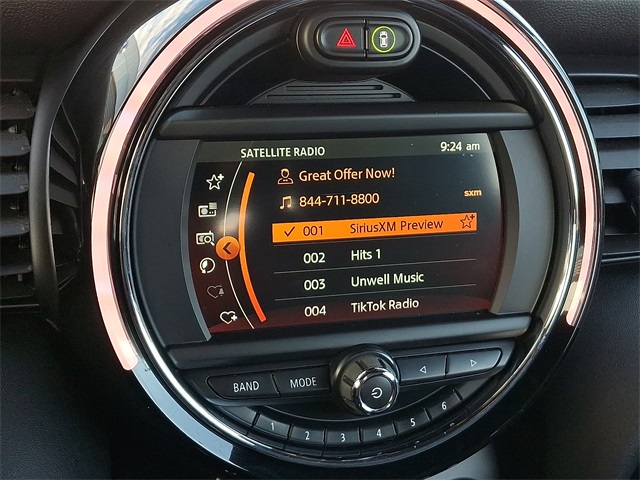 SATELLITE RADIO 9:24 am
Great Offer Now!
844-711-8800 sxm
001 SiriusXM Preview
002 Hits 1
003 Unwell Music
004 TikTok Radio
BAND MODE
1 2 3 4 5 6